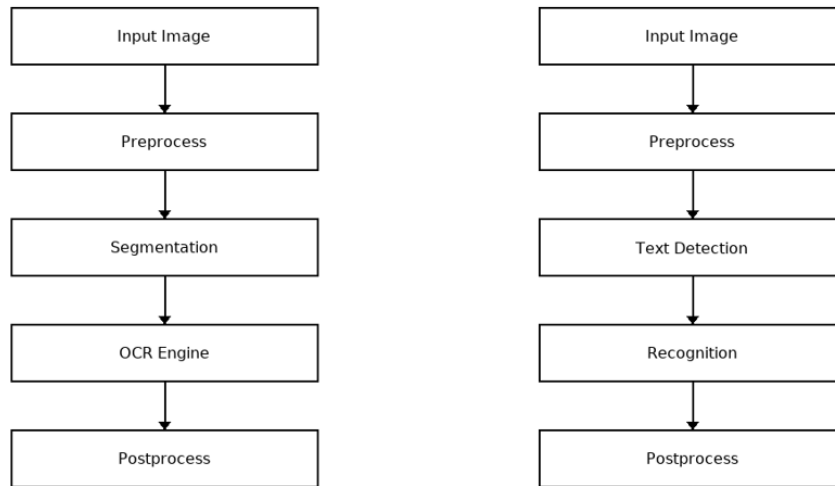 Input Image
Preprocess
Segmentation
OCR Engine
Postprocess
Input Image
Preprocess
Text Detection
Recognition
Postprocess